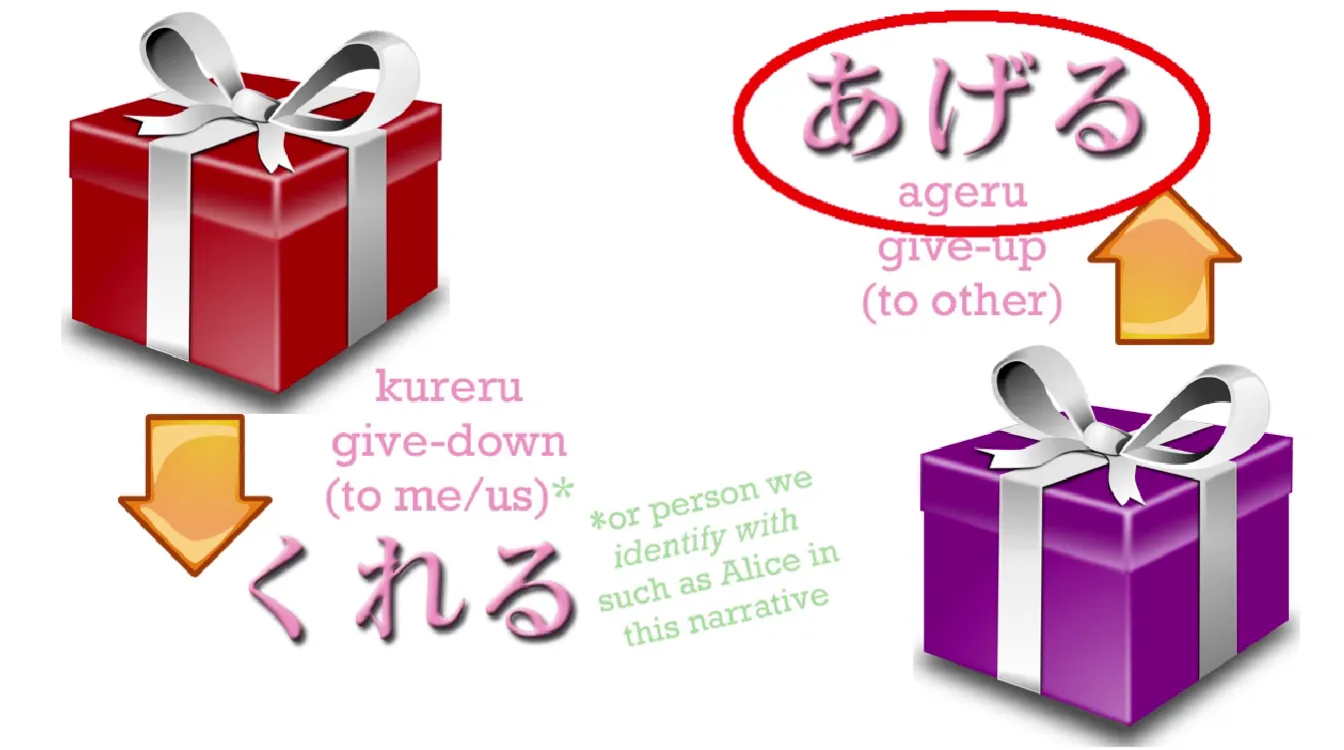 あげる
ageru
give-up
(to other)
kureru
give-down
(to me/us)*
くれる
*or person we
identify with
such as Alice in
this narrative